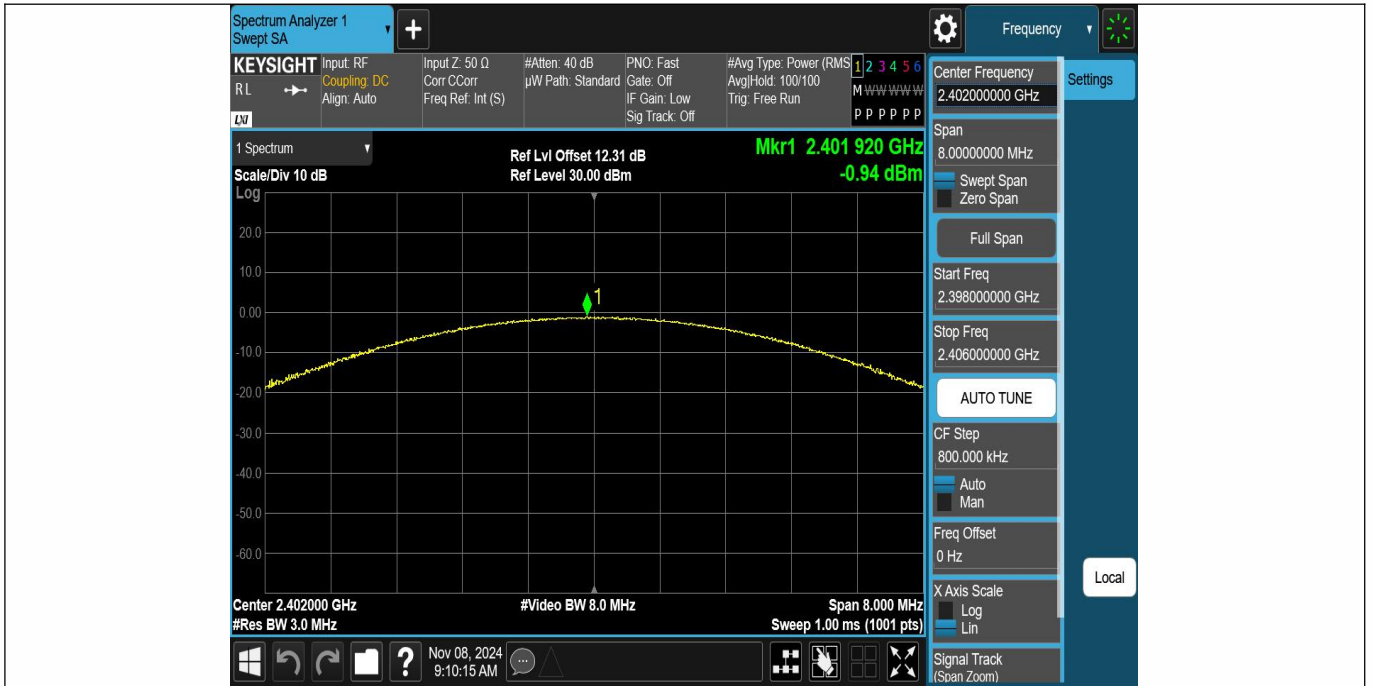 Spectrum Analyzer 1
Swept SA
+
Frequency
KEYSIGHT
R L
LXI
Input: RF
Coupling: DC
Align: Auto
Input Z: 50 Ω
Corr CCorr
Freq Ref: Int (S)
#Atten: 40 dB
µW Path: Standard
PNO: Fast
Gate: Off
IF Gain: Low
Sig Track: Off
#Avg Type: Power (RMS
Avg|Hold: 100/100
Trig: Free Run
1 2 3 4 5 6
M W W W W W
P P P P P P
1 Spectrum
Scale/Div 10 dB
Log
Ref Lvl Offset 12.31 dB
Ref Level 30.00 dBm
Mkr1 2.401 920 GHz
-0.94 dBm
20.0
10.0
0.00
-10.0
-20.0
-30.0
-40.0
-50.0
-60.0
1
Center 2.402000 GHz
#Res BW 3.0 MHz
#Video BW 8.0 MHz
Span 8.000 MHz
Sweep 1.00 ms (1001 pts)
Center Frequency
2.402000000 GHz
Settings
Span
8.00000000 MHz
Swept Span
Zero Span
Full Span
Start Freq
2.398000000 GHz
Stop Freq
2.406000000 GHz
AUTO TUNE
CF Step
800.000 kHz
Auto
Man
Freq Offset
0 Hz
X Axis Scale
Log
Lin
Signal Track
(Span Zoom)
Local
?
Nov 08, 2024
9:10:15 AM